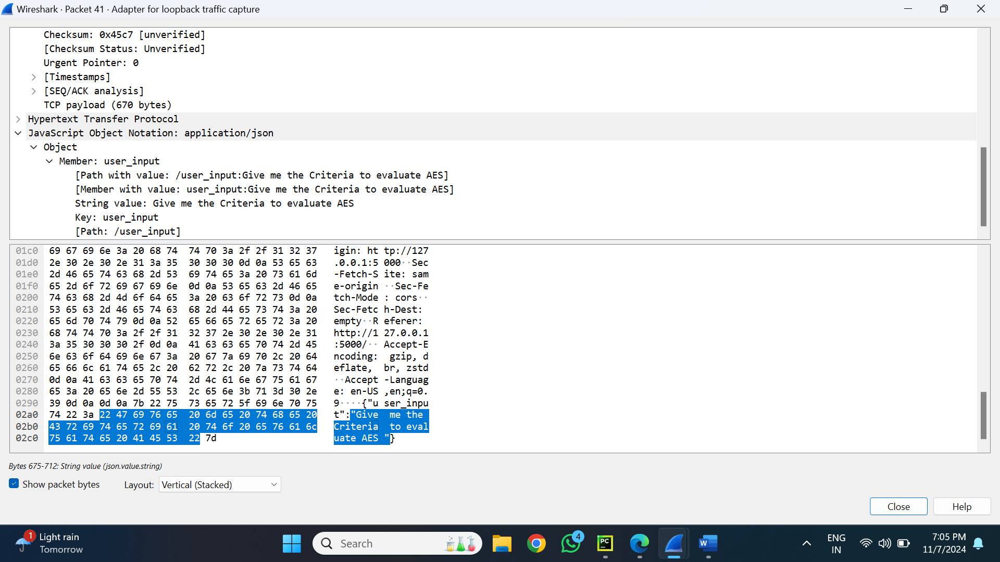 Wireshark · Packet 41 · Adapter for loopback traffic capture
Checksum: 0x45c7 [unverified]
[Checksum Status: Unverified]
Urgent Pointer: 0
[Timestamps]
[SEQ/ACK analysis]
TCP payload (670 bytes)
Hypertext Transfer Protocol
JavaScript Object Notation: application/json
Object
Member: user_input
[Path with value: /user_input:Give me the Criteria to evaluate AES]
[Member with value: user_input:Give me the Criteria to evaluate AES]
String value: Give me the Criteria to evaluate AES
Key: user_input
[Path: /user_input]
01c0 69 67 69 6e 3a 20 68 74 74 70 3a 2f 2f 31 32 37 igin: ht tp://127
01d0 2e 30 2e 30 2e 31 3a 35 30 30 30 0d 0a 53 65 63 .0.0.1:5 000··Sec
01e0 2d 46 65 74 63 68 2d 53 69 74 65 3a 20 73 61 6d -Fetch-S ite: sam
01f0 65 2d 6f 72 69 67 69 6e 0d 0a 53 65 63 2d 46 65 e-origin ··Sec-Fe
0200 74 63 68 2d 4d 6f 64 65 3a 20 63 6f 72 73 0d 0a tch-Mode : cors··
0210 53 65 63 2d 46 65 74 63 68 2d 44 65 73 74 3a 20 Sec-Fetc h-Dest:
0220 65 6d 70 74 79 0d 0a 52 65 66 65 72 65 72 3a 20 empty··R eferer:
0230 68 74 74 70 3a 2f 2f 31 32 37 2e 30 2e 30 2e 31 http://1 27.0.0.1
0240 3a 35 30 30 30 2f 0d 0a 41 63 63 65 70 74 2d 45 :5000/·· Accept-E
0250 6e 63 6f 64 69 6e 67 3a 20 67 7a 69 70 2c 20 64 ncoding: gzip, d
0260 65 66 6c 61 74 65 2c 20 62 72 2c 20 7a 73 74 64 eflate, br, zstd
0270 0d 0a 41 63 63 65 70 74 2d 4c 61 6e 67 75 61 67 ··Accept -Languag
0280 65 3a 20 65 6e 2d 55 53 2c 65 6e 3b 71 3d 30 2e e: en-US ,en;q=0.
0290 39 0d 0a 0d 0a 7b 22 75 73 65 72 5f 69 6e 70 75 9····{"u ser_inpu
02a0 74 22 3a 22 47 69 76 65 20 6d 65 20 74 68 65 20 t":"Give me the
02b0 43 72 69 74 65 72 69 61 20 74 6f 20 65 76 61 6c Criteria to eval
02c0 75 61 74 65 20 41 45 53 22 7d uate AES "}
Bytes 675-712: String value (json.value.string)
Show packet bytes Layout: Vertical (Stacked)
Close Help
1 Light rain
Tomorrow
Search
4
PC
W
ENG
IN
7:05 PM
11/7/2024